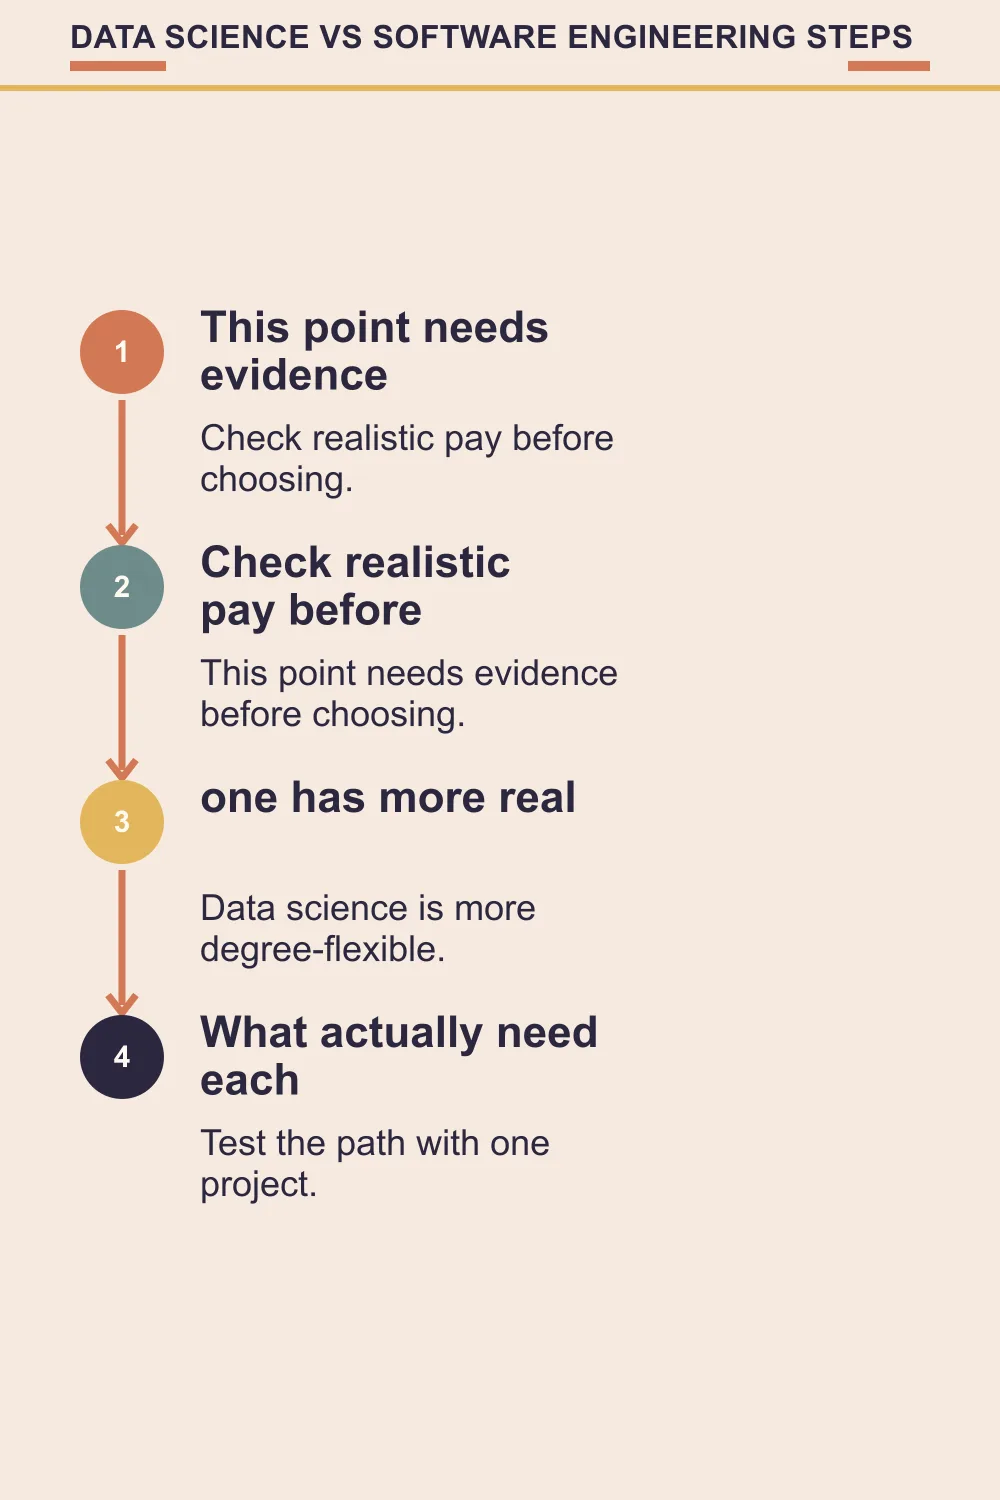 DATA SCIENCE VS SOFTWARE ENGINEERING STEPS
1
This point needs
evidence
Check realistic pay before
choosing.
2
Check realistic
pay before
This point needs evidence
before choosing.
3
one has more real
Data science is more
degree-flexible.
4
What actually need
each
Test the path with one
project.